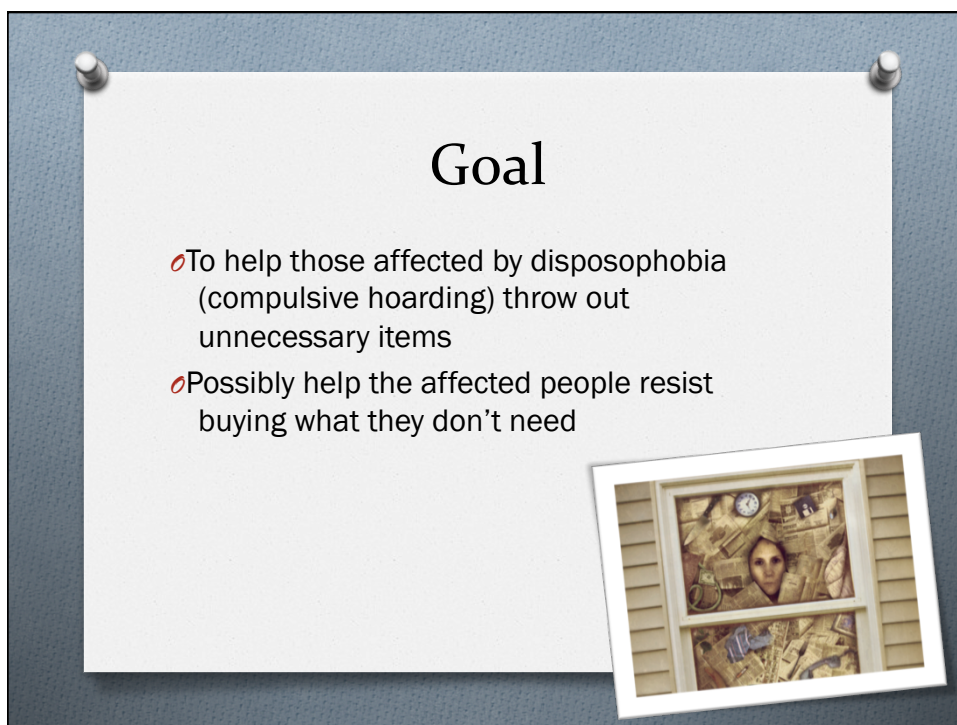 Goal
To help those affected by disposophobia
(compulsive hoarding) throw out
unnecessary items
Possibly help the affected people resist
buying what they don’t need